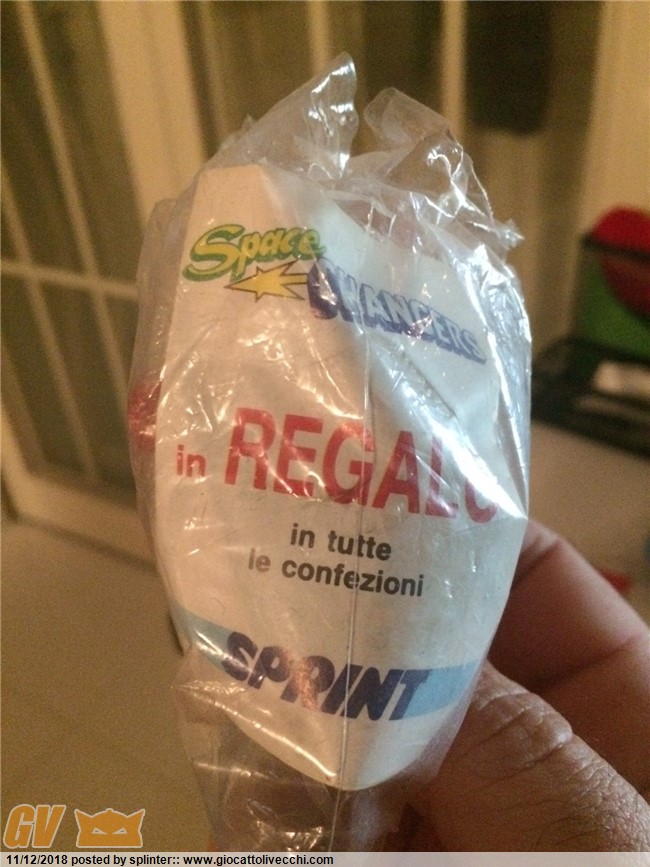 Space
CHANGERS
in REGALO
in tutte
le confezioni
SPRINT
GV
11/12/2018 posted by splinter:: www.giocattolivecchi.com